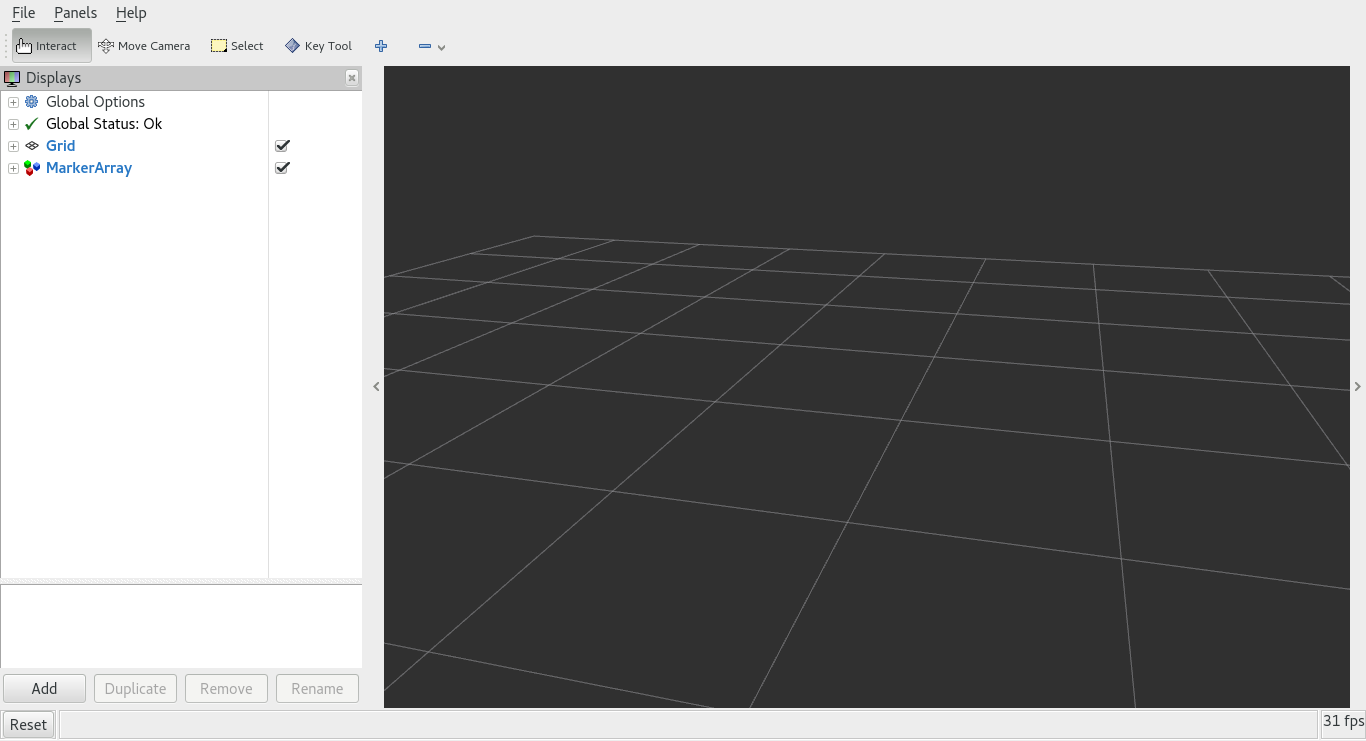 File Panels Help
Interact Move Camera Select Key Tool
Displays
Global Options
Global Status: Ok
Grid
MarkerArray
Add Duplicate Remove Rename
Reset 31 fps